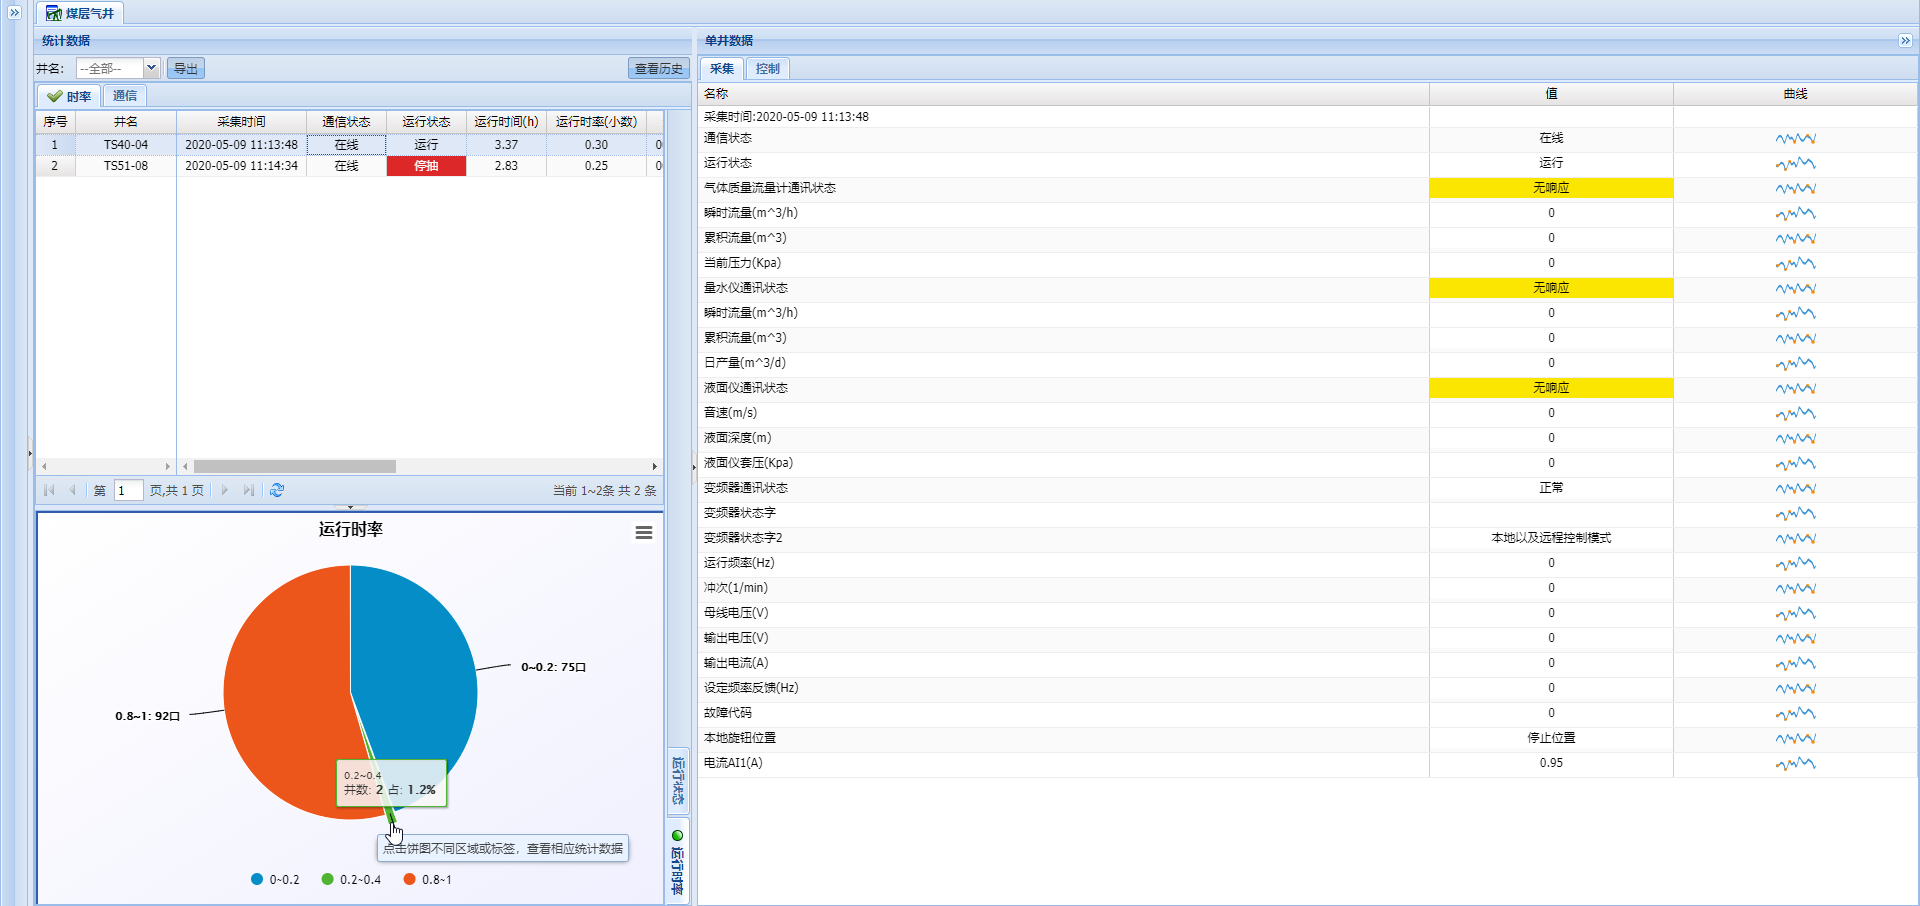 煤层气井
统计数据
井名: --全部-- 导出 查看历史
时率 通信
序号 井名 采集时间 通信状态 运行状态 运行时间(h) 运行时率(小数)
1 TS40-04 2020-05-09 11:13:48 在线 运行 3.37 0.30
2 TS51-08 2020-05-09 11:14:34 在线 停抽 2.83 0.25
第 1 页,共 1 页 当前 1~2条 共 2 条
运行时率
0~0.2: 75口
0.8~1: 92口
0.2~0.4
井数: 2 占: 1.2%
点击饼图不同区域或标签，查看相应统计数据
0~0.2 0.2~0.4 0.8~1
运行状态
运行时率
单井数据
采集 控制
名称 值 曲线
采集时间:2020-05-09 11:13:48
通信状态 在线
运行状态 运行
气体质量流量计通讯状态 无响应
瞬时流量(m^3/h) 0
累积流量(m^3) 0
当前压力(Kpa) 0
量水仪通讯状态 无响应
瞬时流量(m^3/h) 0
累积流量(m^3) 0
日产量(m^3/d) 0
液面仪通讯状态 无响应
音速(m/s) 0
液面深度(m) 0
液面仪套压(Kpa) 0
变频器通讯状态 正常
变频器状态字
变频器状态字2 本地以及远程控制模式
运行频率(Hz) 0
冲次(1/min) 0
母线电压(V) 0
输出电压(V) 0
输出电流(A) 0
设定频率反馈(Hz) 0
故障代码 0
本地旋钮位置 停止位置
电流AI1(A) 0.95